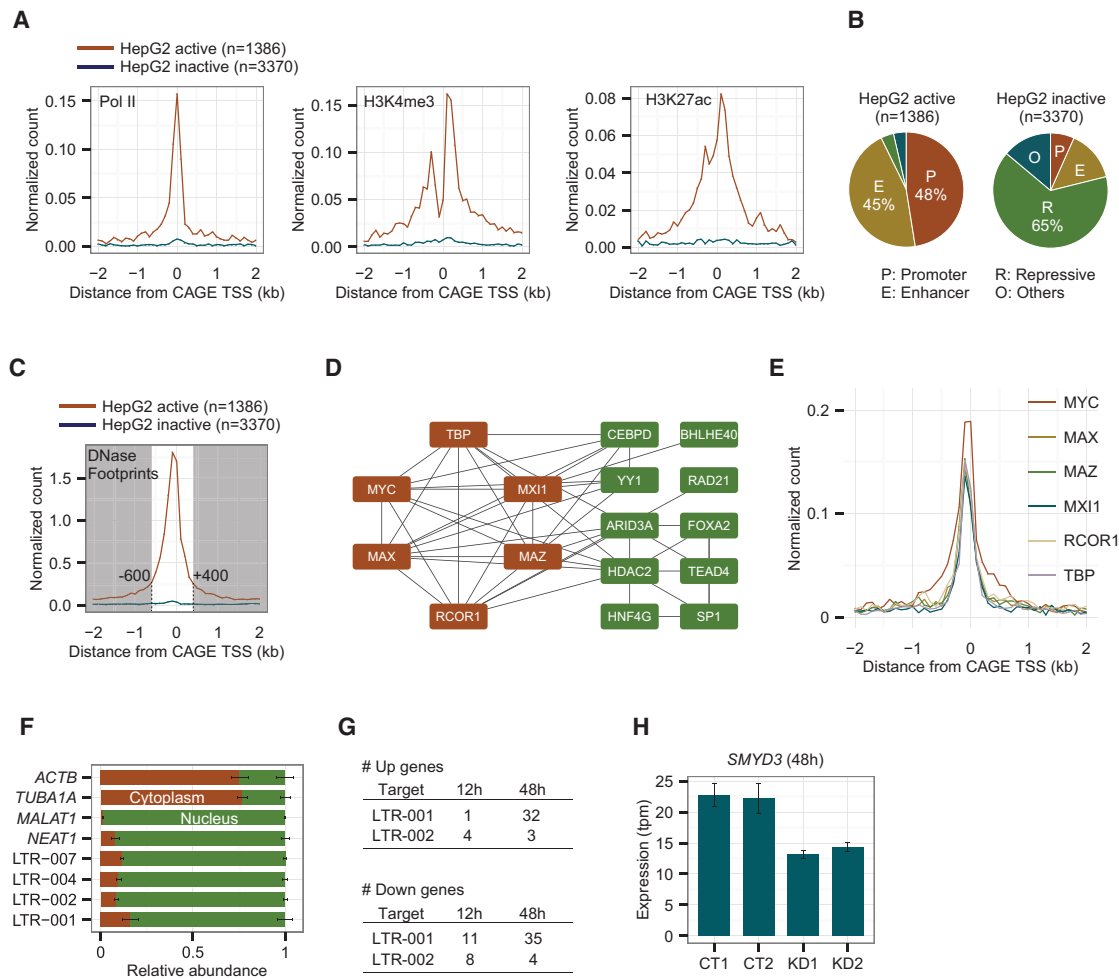 A
HepG2 active (n=1386)
HepG2 inactive (n=3370)
Pol II
Normalized count
0.15
0.10
0.05
0.00
−2 −1 0 1 2
Distance from CAGE TSS (kb)
H3K4me3
Normalized count
0.15
0.10
0.05
0.00
−2 −1 0 1 2
Distance from CAGE TSS (kb)
H3K27ac
Normalized count
0.08
0.06
0.04
0.02
0.00
−2 −1 0 1 2
Distance from CAGE TSS (kb)
B
HepG2 active
(n=1386)
E
45%
P
48%
HepG2 inactive
(n=3370)
O
P
E
R
65%
P: Promoter R: Repressive
E: Enhancer O: Others
C
HepG2 active (n=1386)
HepG2 inactive (n=3370)
DNase
Footprints
Normalized count
1.5
1.0
0.5
0.0
-600 +400
−2 −1 0 1 2
Distance from CAGE TSS (kb)
D
TBP
CEBPD
BHLHE40
MYC
MXI1
YY1
RAD21
ARID3A
FOXA2
MAX
MAZ
HDAC2
TEAD4
RCOR1
HNF4G
SP1
E
Normalized count
0.2
0.1
0
MYC
MAX
MAZ
MXI1
RCOR1
TBP
−2 −1 0 1 2
Distance from CAGE TSS (kb)
F
ACTB
TUBA1A
MALAT1
NEAT1
LTR−007
LTR−004
LTR−002
LTR−001
Cytoplasm
Nucleus
0 0.5 1
Relative abundance
G
# Up genes
Target 12h 48h
LTR-001 1 32
LTR-002 4 3
# Down genes
Target 12h 48h
LTR-001 11 35
LTR-002 8 4
H
SMYD3 (48h)
Expression (tpm)
25
20
15
10
5
0
CT1 CT2 KD1 KD2